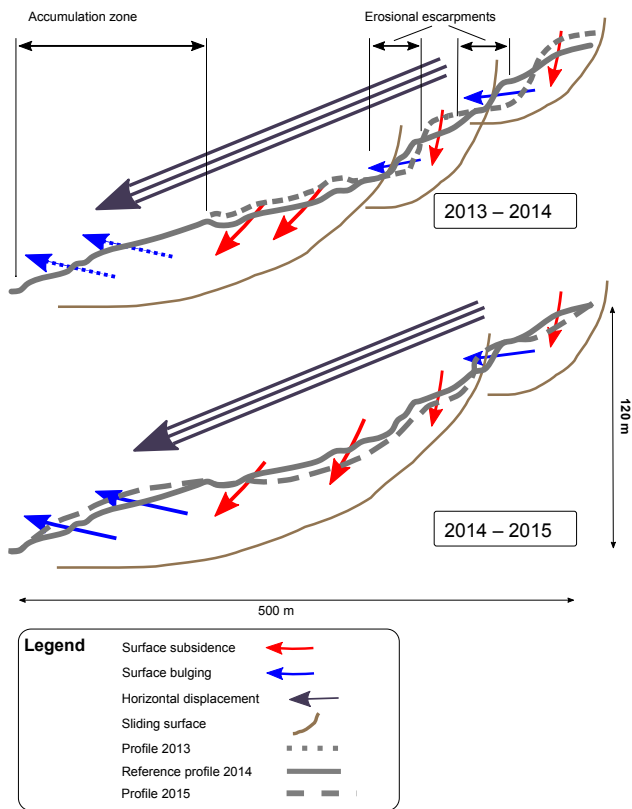 Accumulation zone
Erosional escarpments
2013 – 2014
120 m
2014 – 2015
500 m
Legend
Surface subsidence
Surface bulging
Horizontal displacement
Sliding surface
Profile 2013
Reference profile 2014
Profile 2015